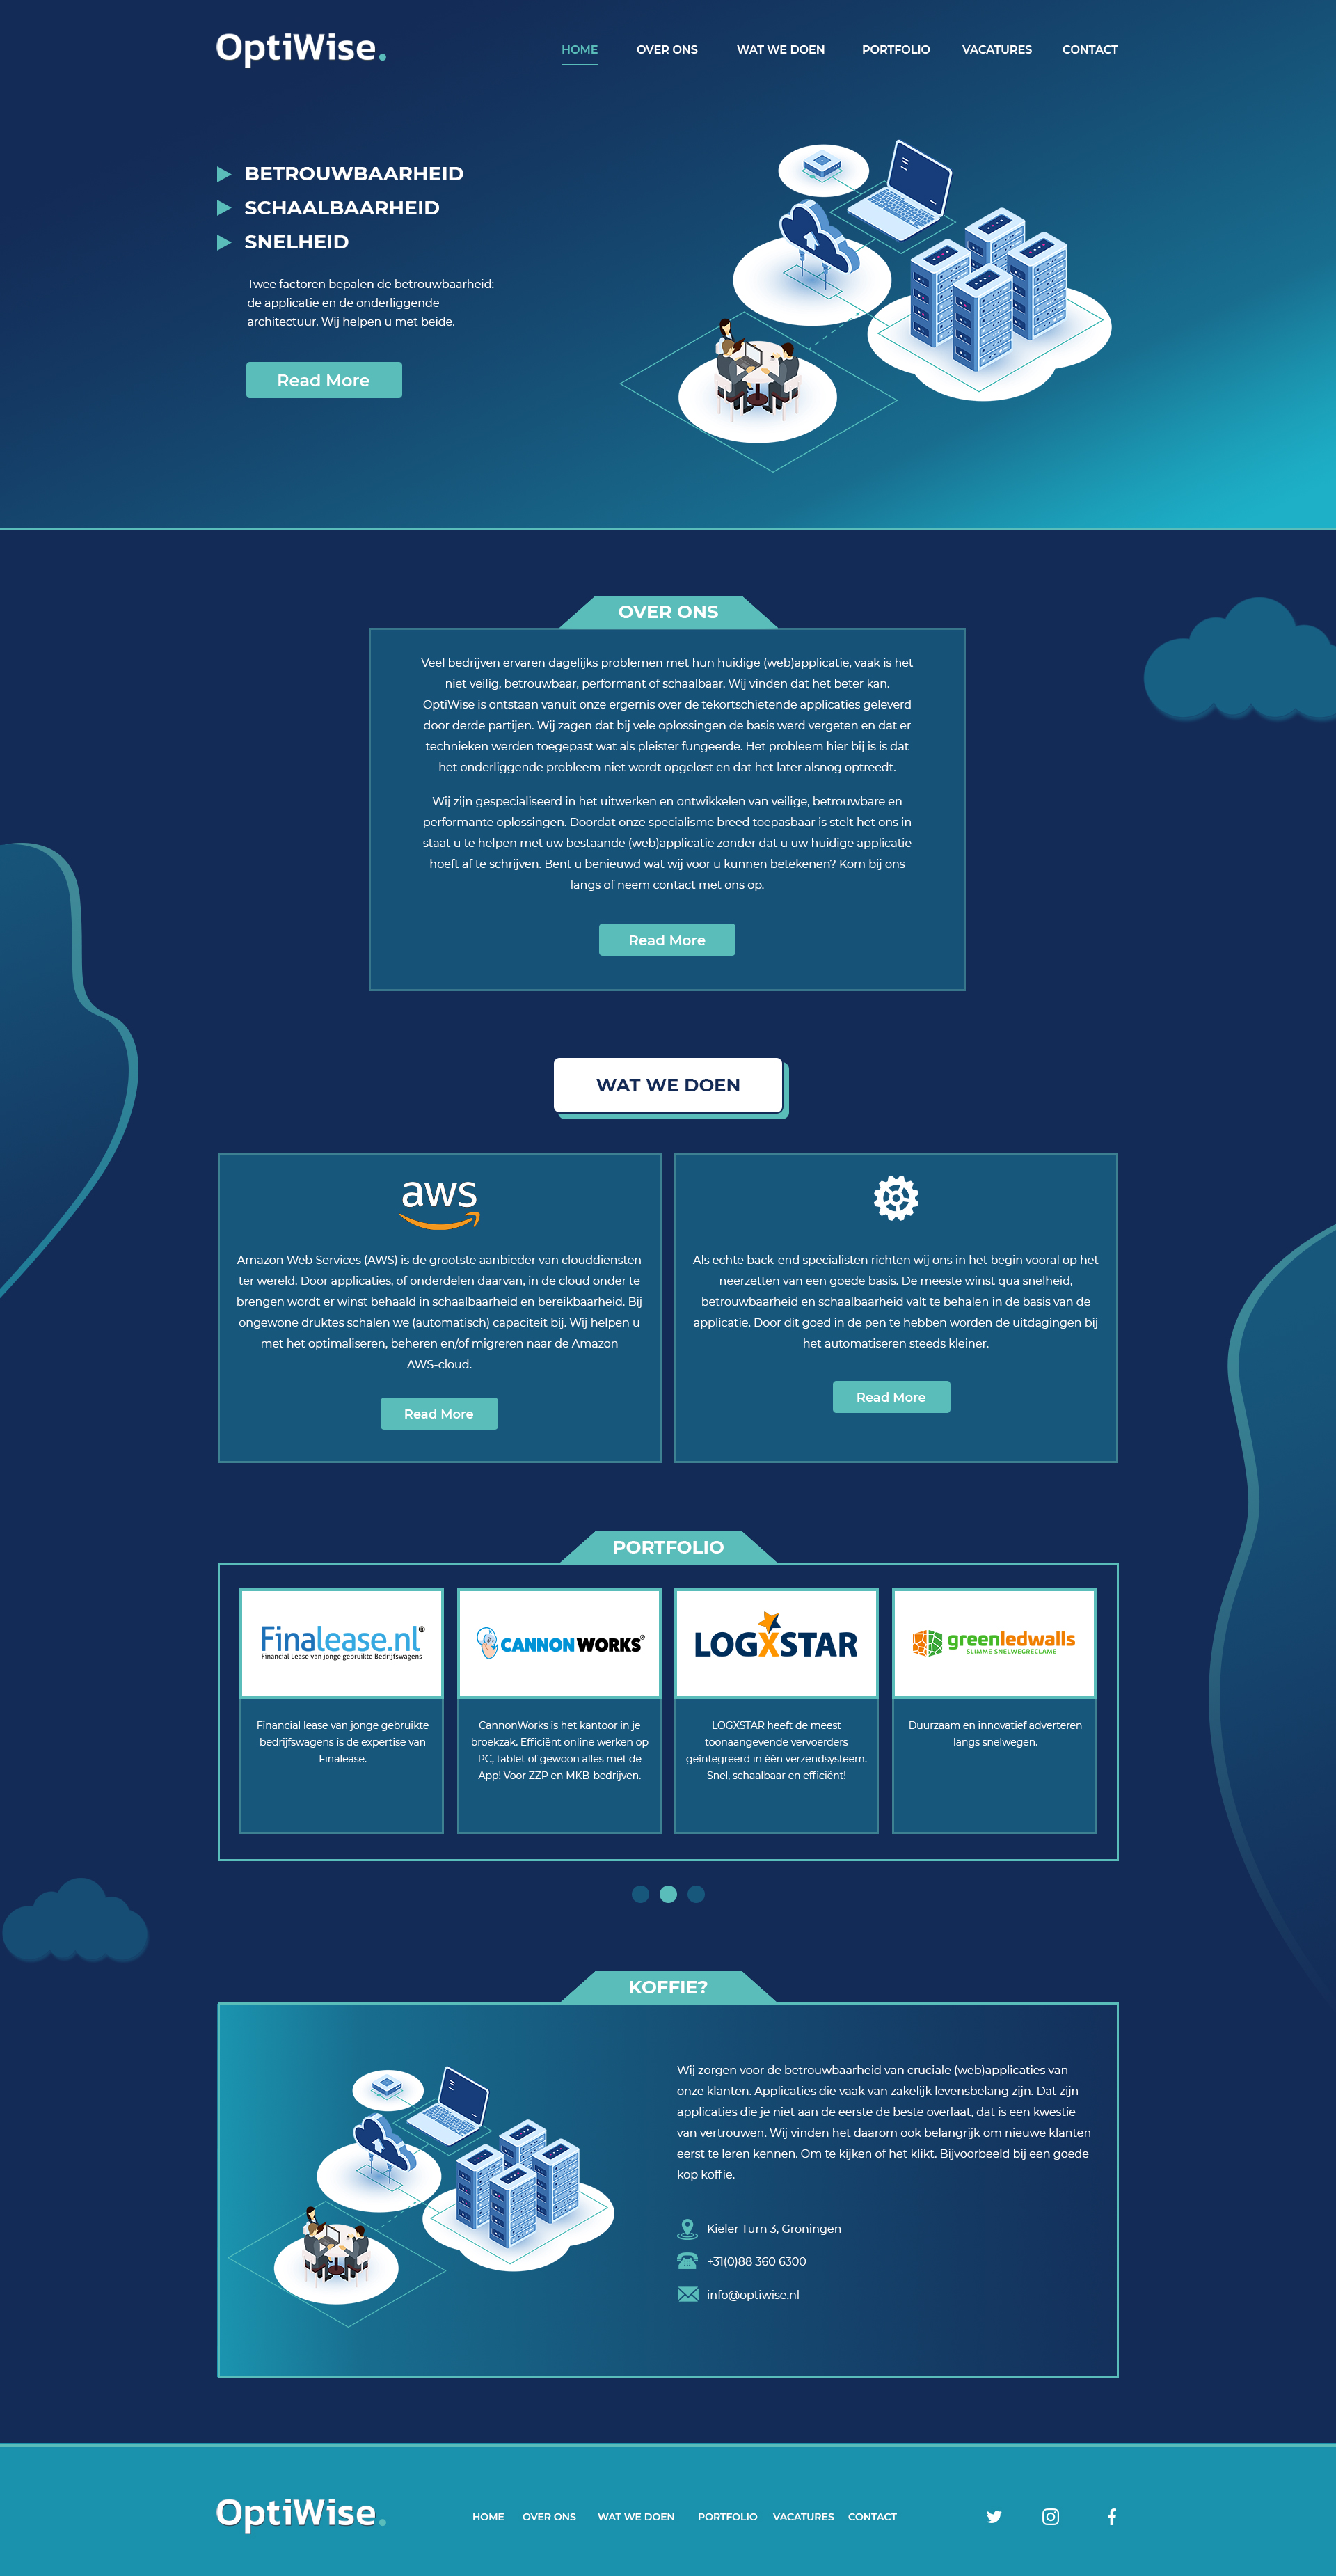 OptiWise.
HOME OVER ONS WAT WE DOEN PORTFOLIO VACATURES CONTACT
BETROUWBAARHEID
SCHAALBAARHEID
SNELHEID
Twee factoren bepalen de betrouwbaarheid:
de applicatie en de onderliggende
architectuur. Wij helpen u met beide.
Read More
OVER ONS
Veel bedrijven ervaren dagelijks problemen met hun huidige (web)applicatie, vaak is het
niet veilig, betrouwbaar, performant of schaalbaar. Wij vinden dat het beter kan.
OptiWise is ontstaan vanuit onze ergernis over de tekortschietende applicaties geleverd
door derde partijen. Wij zagen dat bij vele oplossingen de basis werd vergeten en dat er
technieken werden toegepast wat als pleister fungeerde. Het probleem hier bij is is dat
het onderliggende probleem niet wordt opgelost en dat het later alsnog optreedt.
Wij zijn gespecialiseerd in het uitwerken en ontwikkelen van veilige, betrouwbare en
performante oplossingen. Doordat onze specialisme breed toepasbaar is stelt het ons in
staat u te helpen met uw bestaande (web)applicatie zonder dat u uw huidige applicatie
hoeft af te schrijven. Bent u benieuwd wat wij voor u kunnen betekenen? Kom bij ons
langs of neem contact met ons op.
Read More
WAT WE DOEN
aws
Amazon Web Services (AWS) is de grootste aanbieder van clouddiensten
ter wereld. Door applicaties, of onderdelen daarvan, in de cloud onder te
brengen wordt er winst behaald in schaalbaarheid en bereikbaarheid. Bij
ongewone druktes schalen we (automatisch) capaciteit bij. Wij helpen u
met het optimaliseren, beheren en/of migreren naar de Amazon
AWS-cloud.
Read More
Als echte back-end specialisten richten wij ons in het begin vooral op het
neerzetten van een goede basis. De meeste winst qua snelheid,
betrouwbaarheid en schaalbaarheid valt te behalen in de basis van de
applicatie. Door dit goed in de pen te hebben worden de uitdagingen bij
het automatiseren steeds kleiner.
Read More
PORTFOLIO
Finalease.nl®
Financial Lease van jonge gebruikte Bedrijfswagens
Financial lease van jonge gebruikte
bedrijfswagens is de expertise van
Finalease.
CANNONWORKS®
CannonWorks is het kantoor in je
broekzak. Efficiënt online werken op
PC, tablet of gewoon alles met de
App! Voor ZZP en MKB-bedrijven.
LOGXSTAR
LOGXSTAR heeft de meest
toonaangevende vervoerders
geïntegreerd in één verzendsysteem.
Snel, schaalbaar en efficiënt!
greenledwalls
SLIMME SNELWEGRECLAME
Duurzaam en innovatief adverteren
langs snelwegen.
KOFFIE?
Wij zorgen voor de betrouwbaarheid van cruciale (web)applicaties van
onze klanten. Applicaties die vaak van zakelijk levensbelang zijn. Dat zijn
applicaties die je niet aan de eerste de beste overlaat, dat is een kwestie
van vertrouwen. Wij vinden het daarom ook belangrijk om nieuwe klanten
eerst te leren kennen. Om te kijken of het klikt. Bijvoorbeeld bij een goede
kop koffie.
Kieler Turn 3, Groningen
+31(0)88 360 6300
info@optiwise.nl
OptiWise.
HOME OVER ONS WAT WE DOEN PORTFOLIO VACATURES CONTACT